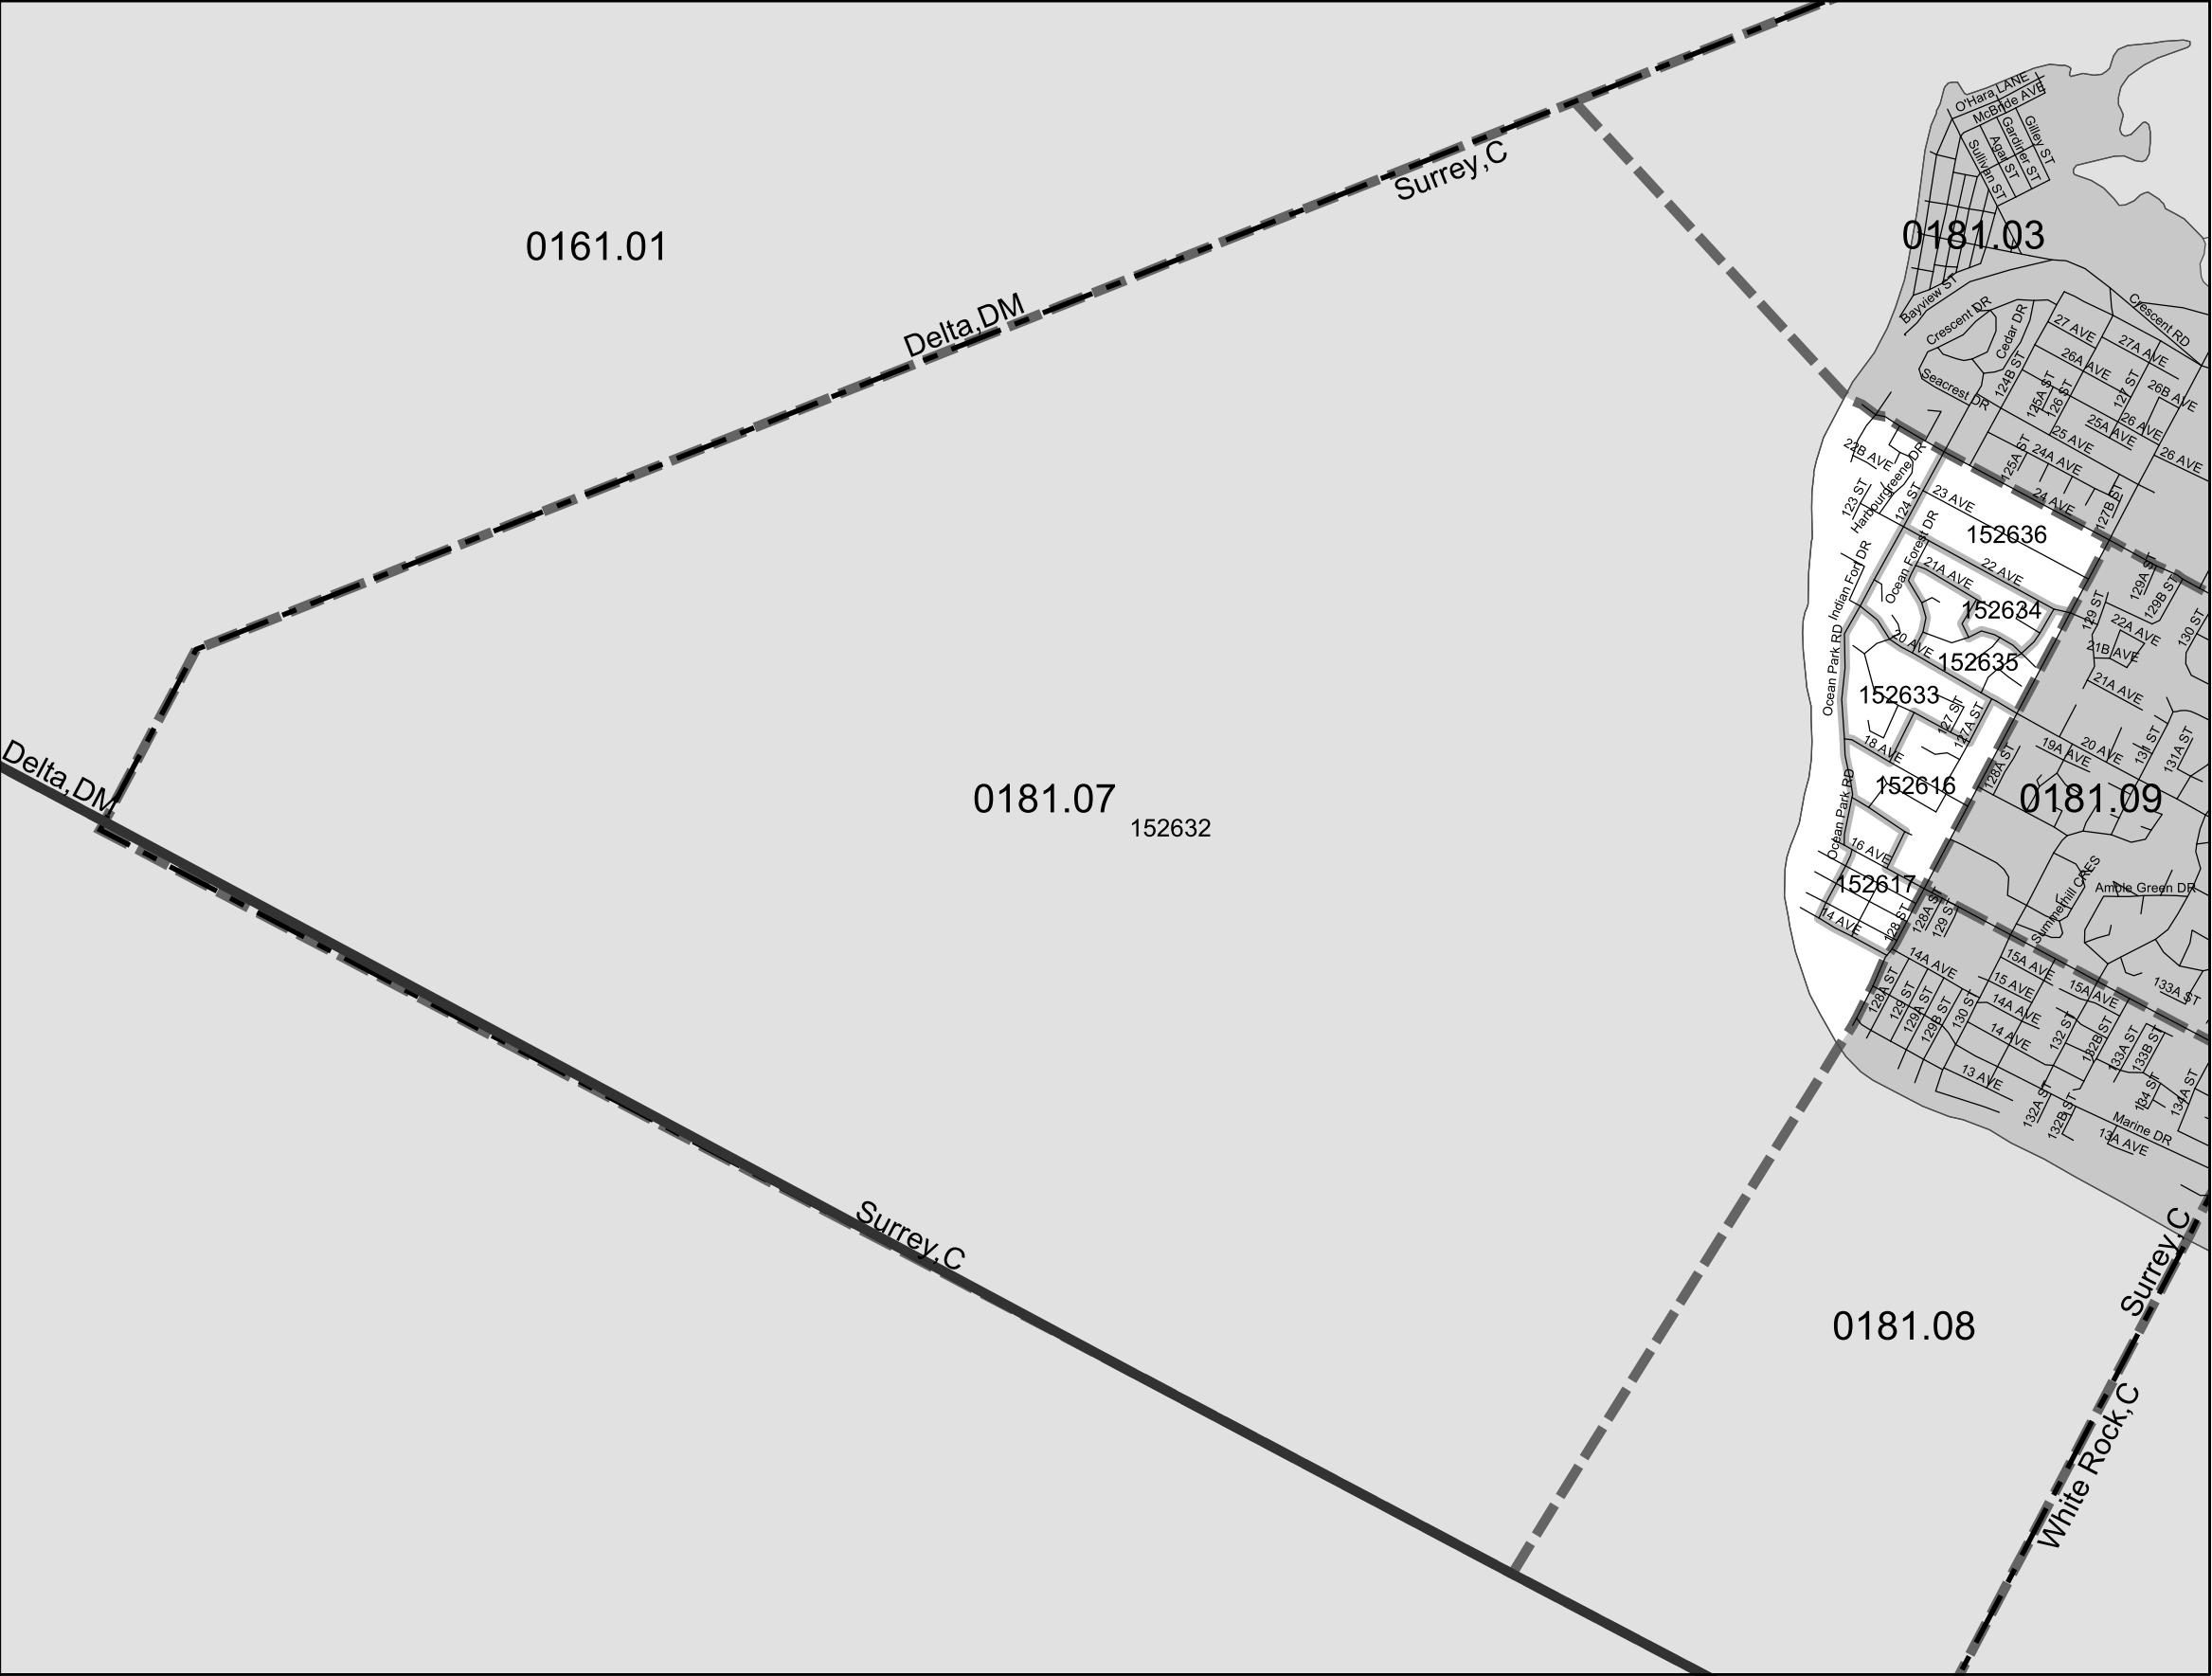 O'Hara LANE
McBride AVE
Gilley ST
Gardiner ST
Agar ST
Sullivan ST
Surrey,C
0161.01
0181.03
Delta,DM
Bayview ST
Crescent DR
Cedar DR
Crescent RD
27 AVE
27A AVE
26A AVE
124B ST
Seacrest DR
125A ST
126 ST
127 ST
26B AVE
26 AVE
25A AVE
25 AVE
26 AVE
24A AVE
125A ST
22B AVE
Harbourgreene DR
123 ST
124 ST
23 AVE
24 AVE
127B ST
152636
Ocean Forest DR
Indian Fort DR
21A AVE
22 AVE
152634
129A ST
129B ST
129 ST
22A AVE
130 ST
21B AVE
20 AVE
152635
Ocean Park RD
152633
21A AVE
127 ST
127A ST
18 AVE
128A ST
19A AVE
20 AVE
131 ST
131A ST
Delta,DM
0181.07
152632
152616
0181.09
Ocean Park RD
16 AVE
152617
Summerhill CRES
Amble Green DR
14 AVE
128 ST
128A ST
129 ST
14A AVE
15A AVE
15 AVE
15A AVE
133A ST
128A ST
129 ST
129A ST
129B ST
130 ST
14A AVE
14 AVE
132 ST
132B ST
133A ST
133B ST
13 AVE
132A ST
132B ST
134 ST
134A ST
Marine DR
13A AVE
Surrey,C
Surrey,C
0181.08
White Rock,C